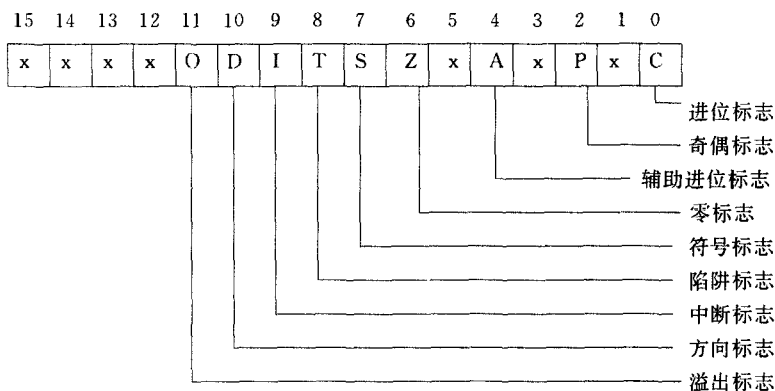 15 14 13 12 11 10 9 8 7 6 5 4 3 2 1 0
x x x x O D I T S Z x A x P x C
进位标志
奇偶标志
辅助进位标志
零标志
符号标志
陷阱标志
中断标志
方向标志
溢出标志